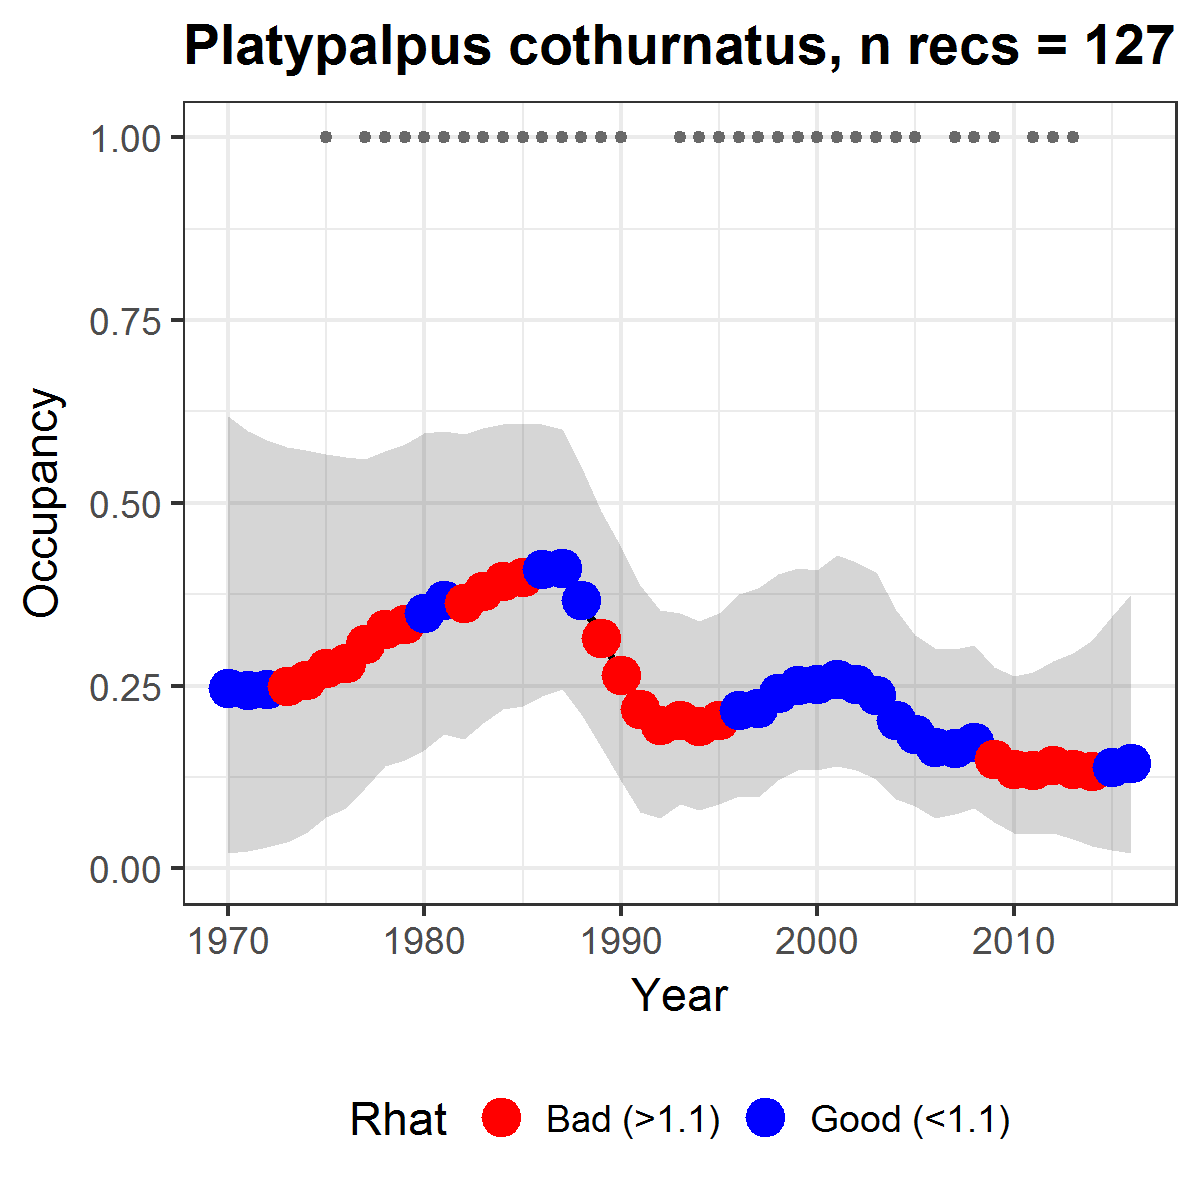 Platypalpus cothurnatus, n recs = 127
1.00
0.75
0.50
0.25
0.00
Occupancy
1970 1980 1990 2000 2010
Year
Rhat Bad (>1.1) Good (<1.1)